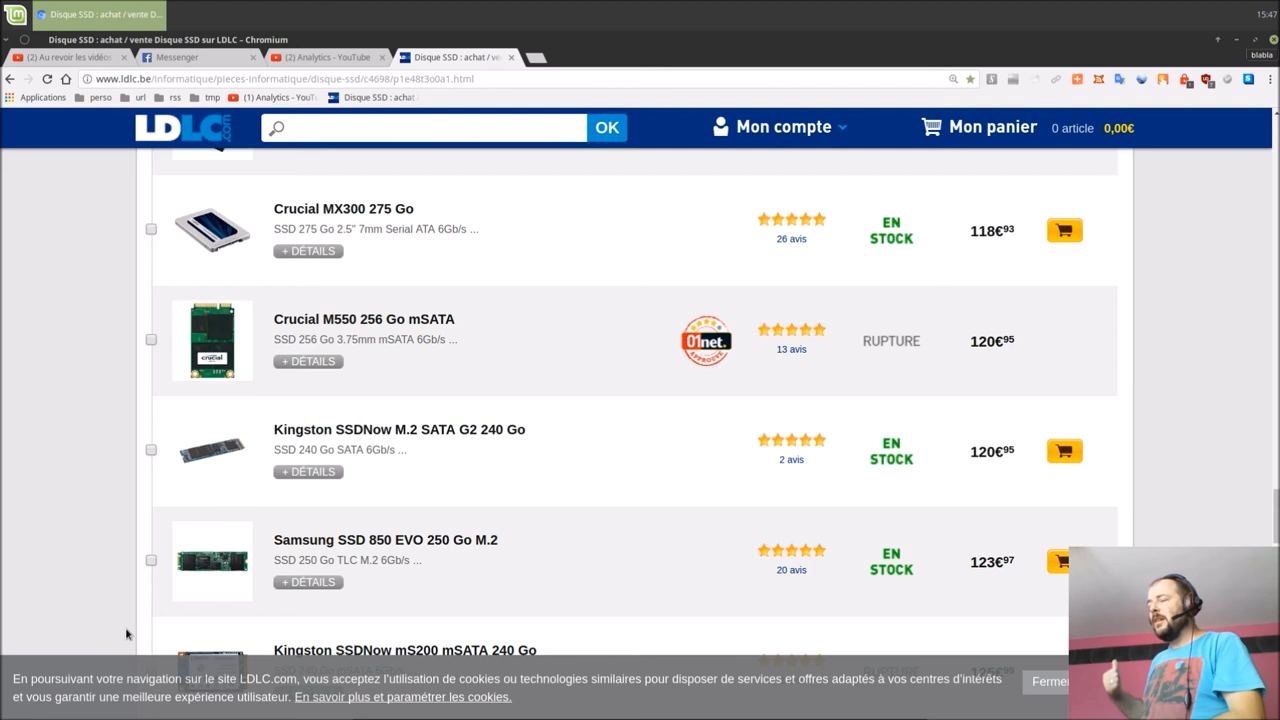 Disque SSD : achat / vente D...
15:47
Disque SSD : achat / vente Disque SSD sur LDLC – Chromium
(2) Au revoir les vidéos
Messenger
(2) Analytics - YouTube
Disque SSD : achat / ve
blabla
www.ldlc.be/informatique/pieces-informatique/disque-ssd/c4698/p1e48t3o0a1.html
Applications
perso
url
rss
tmp
(1) Analytics - YouTu
Disque SSD : achat
LDLC.com
OK
Mon compte
Mon panier
0 article
0,00€
Crucial MX300 275 Go
SSD 275 Go 2.5" 7mm Serial ATA 6Gb/s ...
+ DÉTAILS
26 avis
EN STOCK
118€93
Crucial M550 256 Go mSATA
SSD 256 Go 3.75mm mSATA 6Gb/s ...
+ DÉTAILS
crucial
01net.
APPROUVÉ
13 avis
RUPTURE
120€95
Kingston SSDNow M.2 SATA G2 240 Go
SSD 240 Go SATA 6Gb/s ...
+ DÉTAILS
2 avis
EN STOCK
120€95
Samsung SSD 850 EVO 250 Go M.2
SSD 250 Go TLC M.2 6Gb/s ...
+ DÉTAILS
20 avis
EN STOCK
123€97
Kingston SSDNow mS200 mSATA 240 Go
SSD 240 Go mSATA 6Gb/s
RUPTURE
En poursuivant votre navigation sur le site LDLC.com, vous acceptez l'utilisation de cookies ou technologies similaires pour disposer de services et offres adaptés à vos centres d'intérêts
et vous garantir une meilleure expérience utilisateur. En savoir plus et paramétrer les cookies.
Fermer